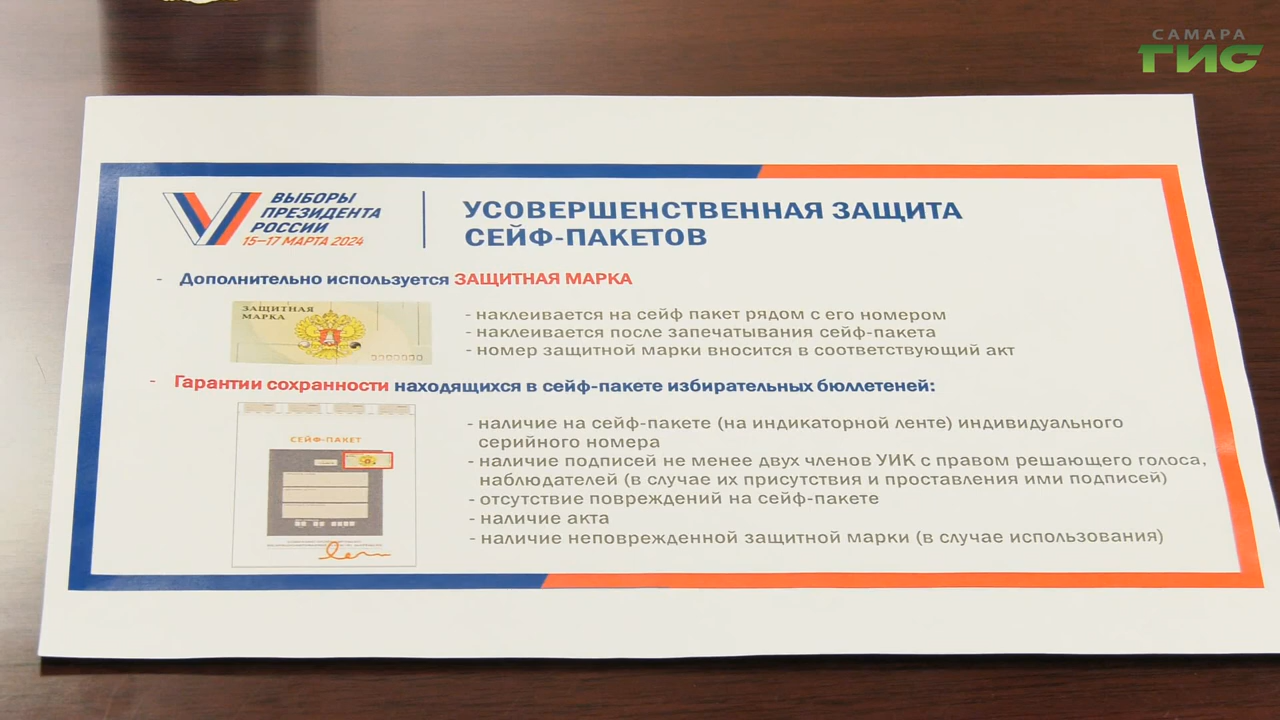 САМАРА
ГИС
ВЫБОРЫ
ПРЕЗИДЕНТА
РОССИИ
15–17 МАРТА 2024
УСОВЕРШЕНСТВЕННАЯ ЗАЩИТА
СЕЙФ-ПАКЕТОВ
- Дополнительно используется ЗАЩИТНАЯ МАРКА
ЗАЩИТНАЯ
МАРКА
- наклеивается на сейф пакет рядом с его номером
- наклеивается после запечатывания сейф-пакета
- номер защитной марки вносится в соответствующий акт
- Гарантии сохранности находящихся в сейф-пакете избирательных бюллетеней:
СЕЙФ-ПАКЕТ
- наличие на сейф-пакете (на индикаторной ленте) индивидуального
серийного номера
- наличие подписей не менее двух членов УИК с правом решающего голоса,
наблюдателей (в случае их присутствия и проставления ими подписей)
- отсутствие повреждений на сейф-пакете
- наличие акта
- наличие неповрежденной защитной марки (в случае использования)